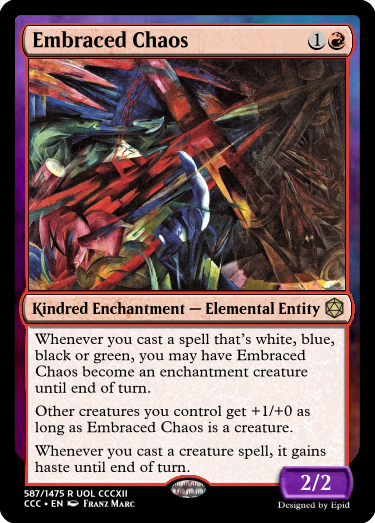 Embraced Chaos 1
Kindred Enchantment — Elemental Entity
Whenever you cast a spell that's white, blue,
black or green, you may have Embraced
Chaos become an enchantment creature
until end of turn.
Other creatures you control get +1/+0 as
long as Embraced Chaos is a creature.
Whenever you cast a creature spell, it gains
haste until end of turn.
2/2
587/1475 R UOL CCCXII
CCC • EN Franz Marc
Designed by Epid